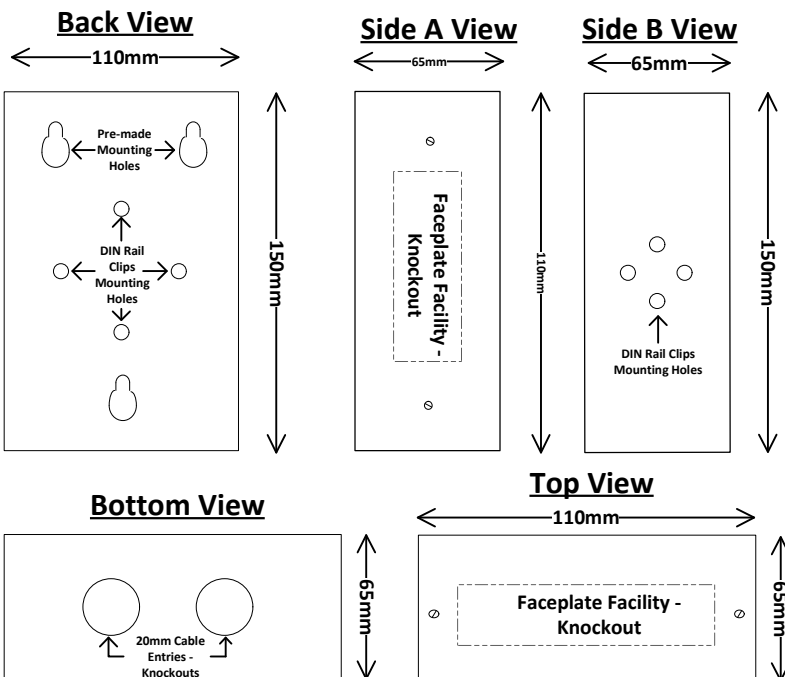 Back View
110mm
Pre-made
Mounting
Holes
DIN Rail
Clips
Mounting
Holes
150mm
Side A View
65mm
Faceplate Facility -
Knockout
110mm
Side B View
65mm
DIN Rail Clips
Mounting Holes
150mm
Bottom View
20mm Cable
Entries -
Knockouts
65mm
Top View
110mm
Faceplate Facility -
Knockout
65mm